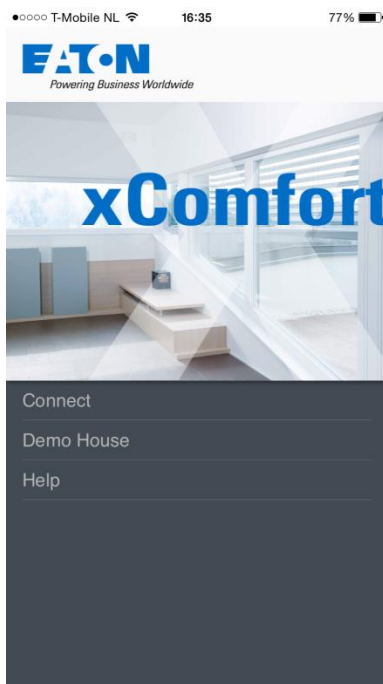 T-Mobile NL 16:35 77%
EATON
Powering Business Worldwide
xComfort
Connect
Demo House
Help